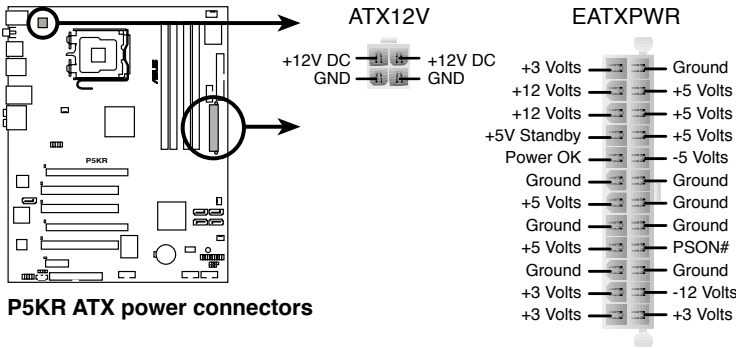 ATX12V
+12V DC +12V DC
GND GND
EATXPWR
+3 Volts Ground
+12 Volts +5 Volts
+12 Volts +5 Volts
+5V Standby +5 Volts
Power OK -5 Volts
Ground Ground
+5 Volts Ground
Ground Ground
+5 Volts PSON#
Ground Ground
+3 Volts -12 Volts
+3 Volts +3 Volts
ASUS
P5KR
P5KR ATX power connectors